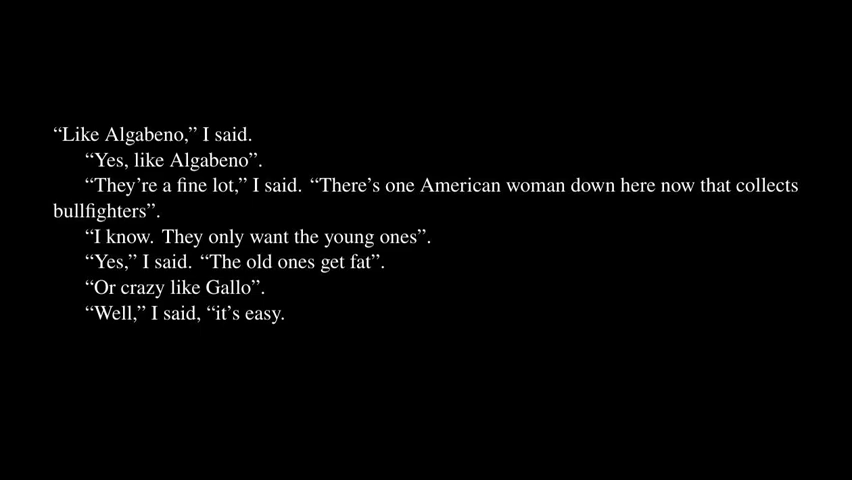 “Like Algabeno,” I said.
“Yes, like Algabeno”.
“They’re a fine lot,” I said. “There’s one American woman down here now that collects
bullfighters”.
“I know. They only want the young ones”.
“Yes,” I said. “The old ones get fat”.
“Or crazy like Gallo”.
“Well,” I said, “it’s easy.